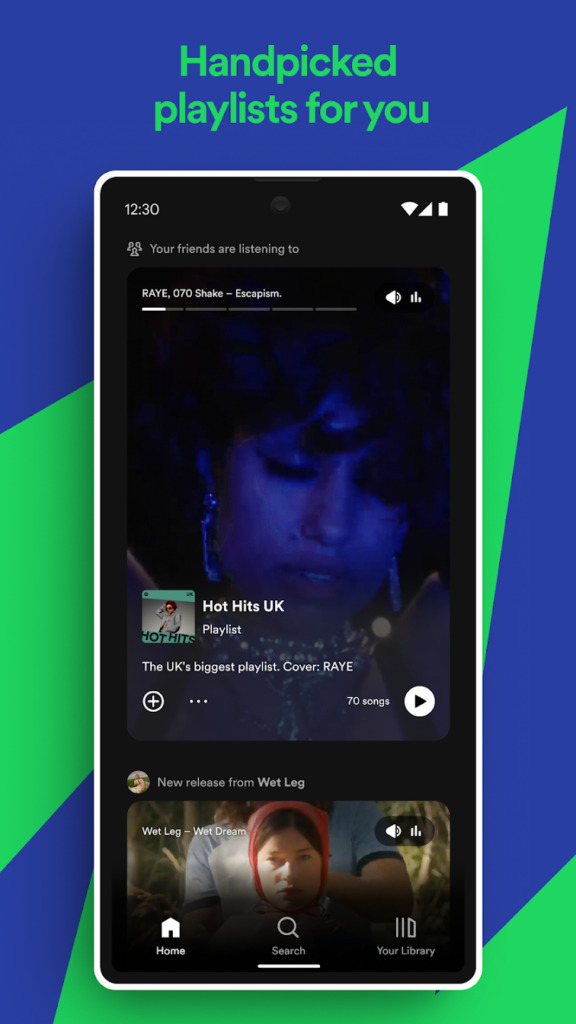 Handpicked
playlists for you
12:30
Your friends are listening to
RAYE, 070 Shake – Escapism.
UK
HOT HITS
Hot Hits UK
Playlist
The UK's biggest playlist. Cover: RAYE
70 songs
New release from Wet Leg
Wet Leg – Wet Dream
Home
Search
Your Library